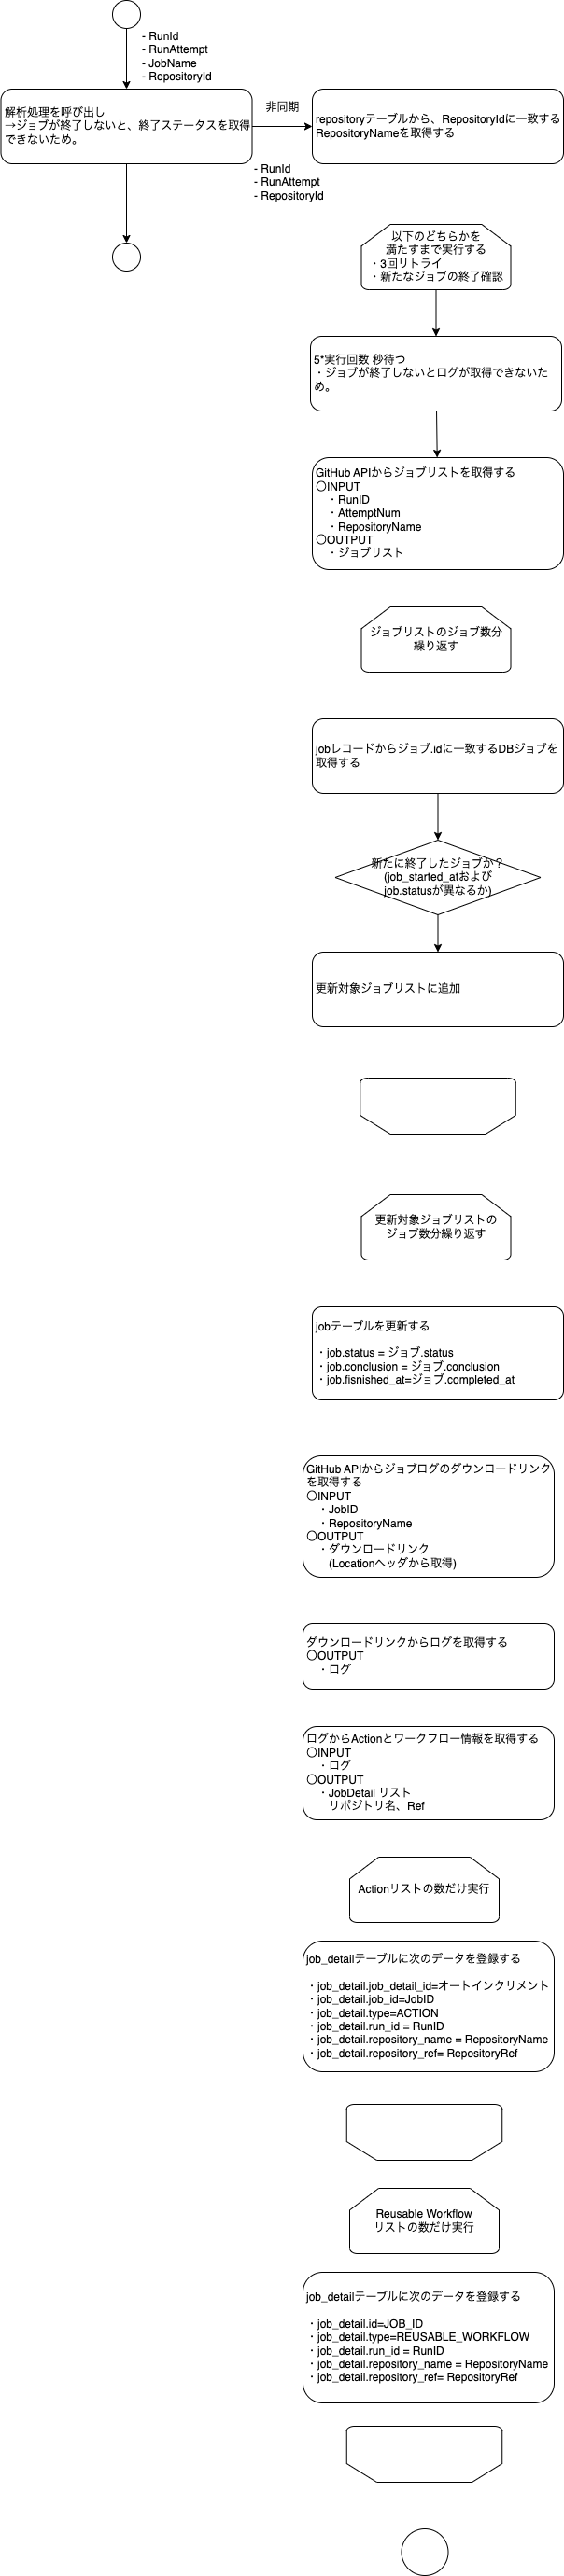 - RunId
- RunAttempt
- JobName
- RepositoryId
解析処理を呼び出し
→ジョブが終了しないと、終了ステータスを取得
できないため。
非同期
repositoryテーブルから、RepositoryIdに一致する
RepositoryNameを取得する
- RunId
- RunAttempt
- RepositoryId
以下のどちらかを
満たすまで実行する
・3回リトライ
・新たなジョブの終了確認
5*実行回数 秒待つ
・ジョブが終了しないとログが取得できないた
め。
GitHub APIからジョブリストを取得する
〇INPUT
・RunID
・AttemptNum
・RepositoryName
〇OUTPUT
・ジョブリスト
ジョブリストのジョブ数分
繰り返す
jobレコードからジョブ.idに一致するDBジョブを
取得する
新たに終了したジョブか？
(job_started_atおよび
job.statusが異なるか)
更新対象ジョブリストに追加
更新対象ジョブリストの
ジョブ数分繰り返す
jobテーブルを更新する
・job.status = ジョブ.status
・job.conclusion = ジョブ.conclusion
・job.fisnished_at=ジョブ.completed_at
GitHub APIからジョブログのダウンロードリンク
を取得する
〇INPUT
・JobID
・RepositoryName
〇OUTPUT
・ダウンロードリンク
(Locationヘッダから取得)
ダウンロードリンクからログを取得する
〇OUTPUT
・ログ
ログからActionとワークフロー情報を取得する
〇INPUT
・ログ
〇OUTPUT
・JobDetail リスト
リポジトリ名、Ref
Actionリストの数だけ実行
job_detailテーブルに次のデータを登録する
・job_detail.job_detail_id=オートインクリメント
・job_detail.job_id=JobID
・job_detail.type=ACTION
・job_detail.run_id = RunID
・job_detail.repository_name = RepositoryName
・job_detail.repository_ref= RepositoryRef
Reusable Workflow
リストの数だけ実行
job_detailテーブルに次のデータを登録する
・job_detail.id=JOB_ID
・job_detail.type=REUSABLE_WORKFLOW
・job_detail.run_id = RunID
・job_detail.repository_name = RepositoryName
・job_detail.repository_ref= RepositoryRef